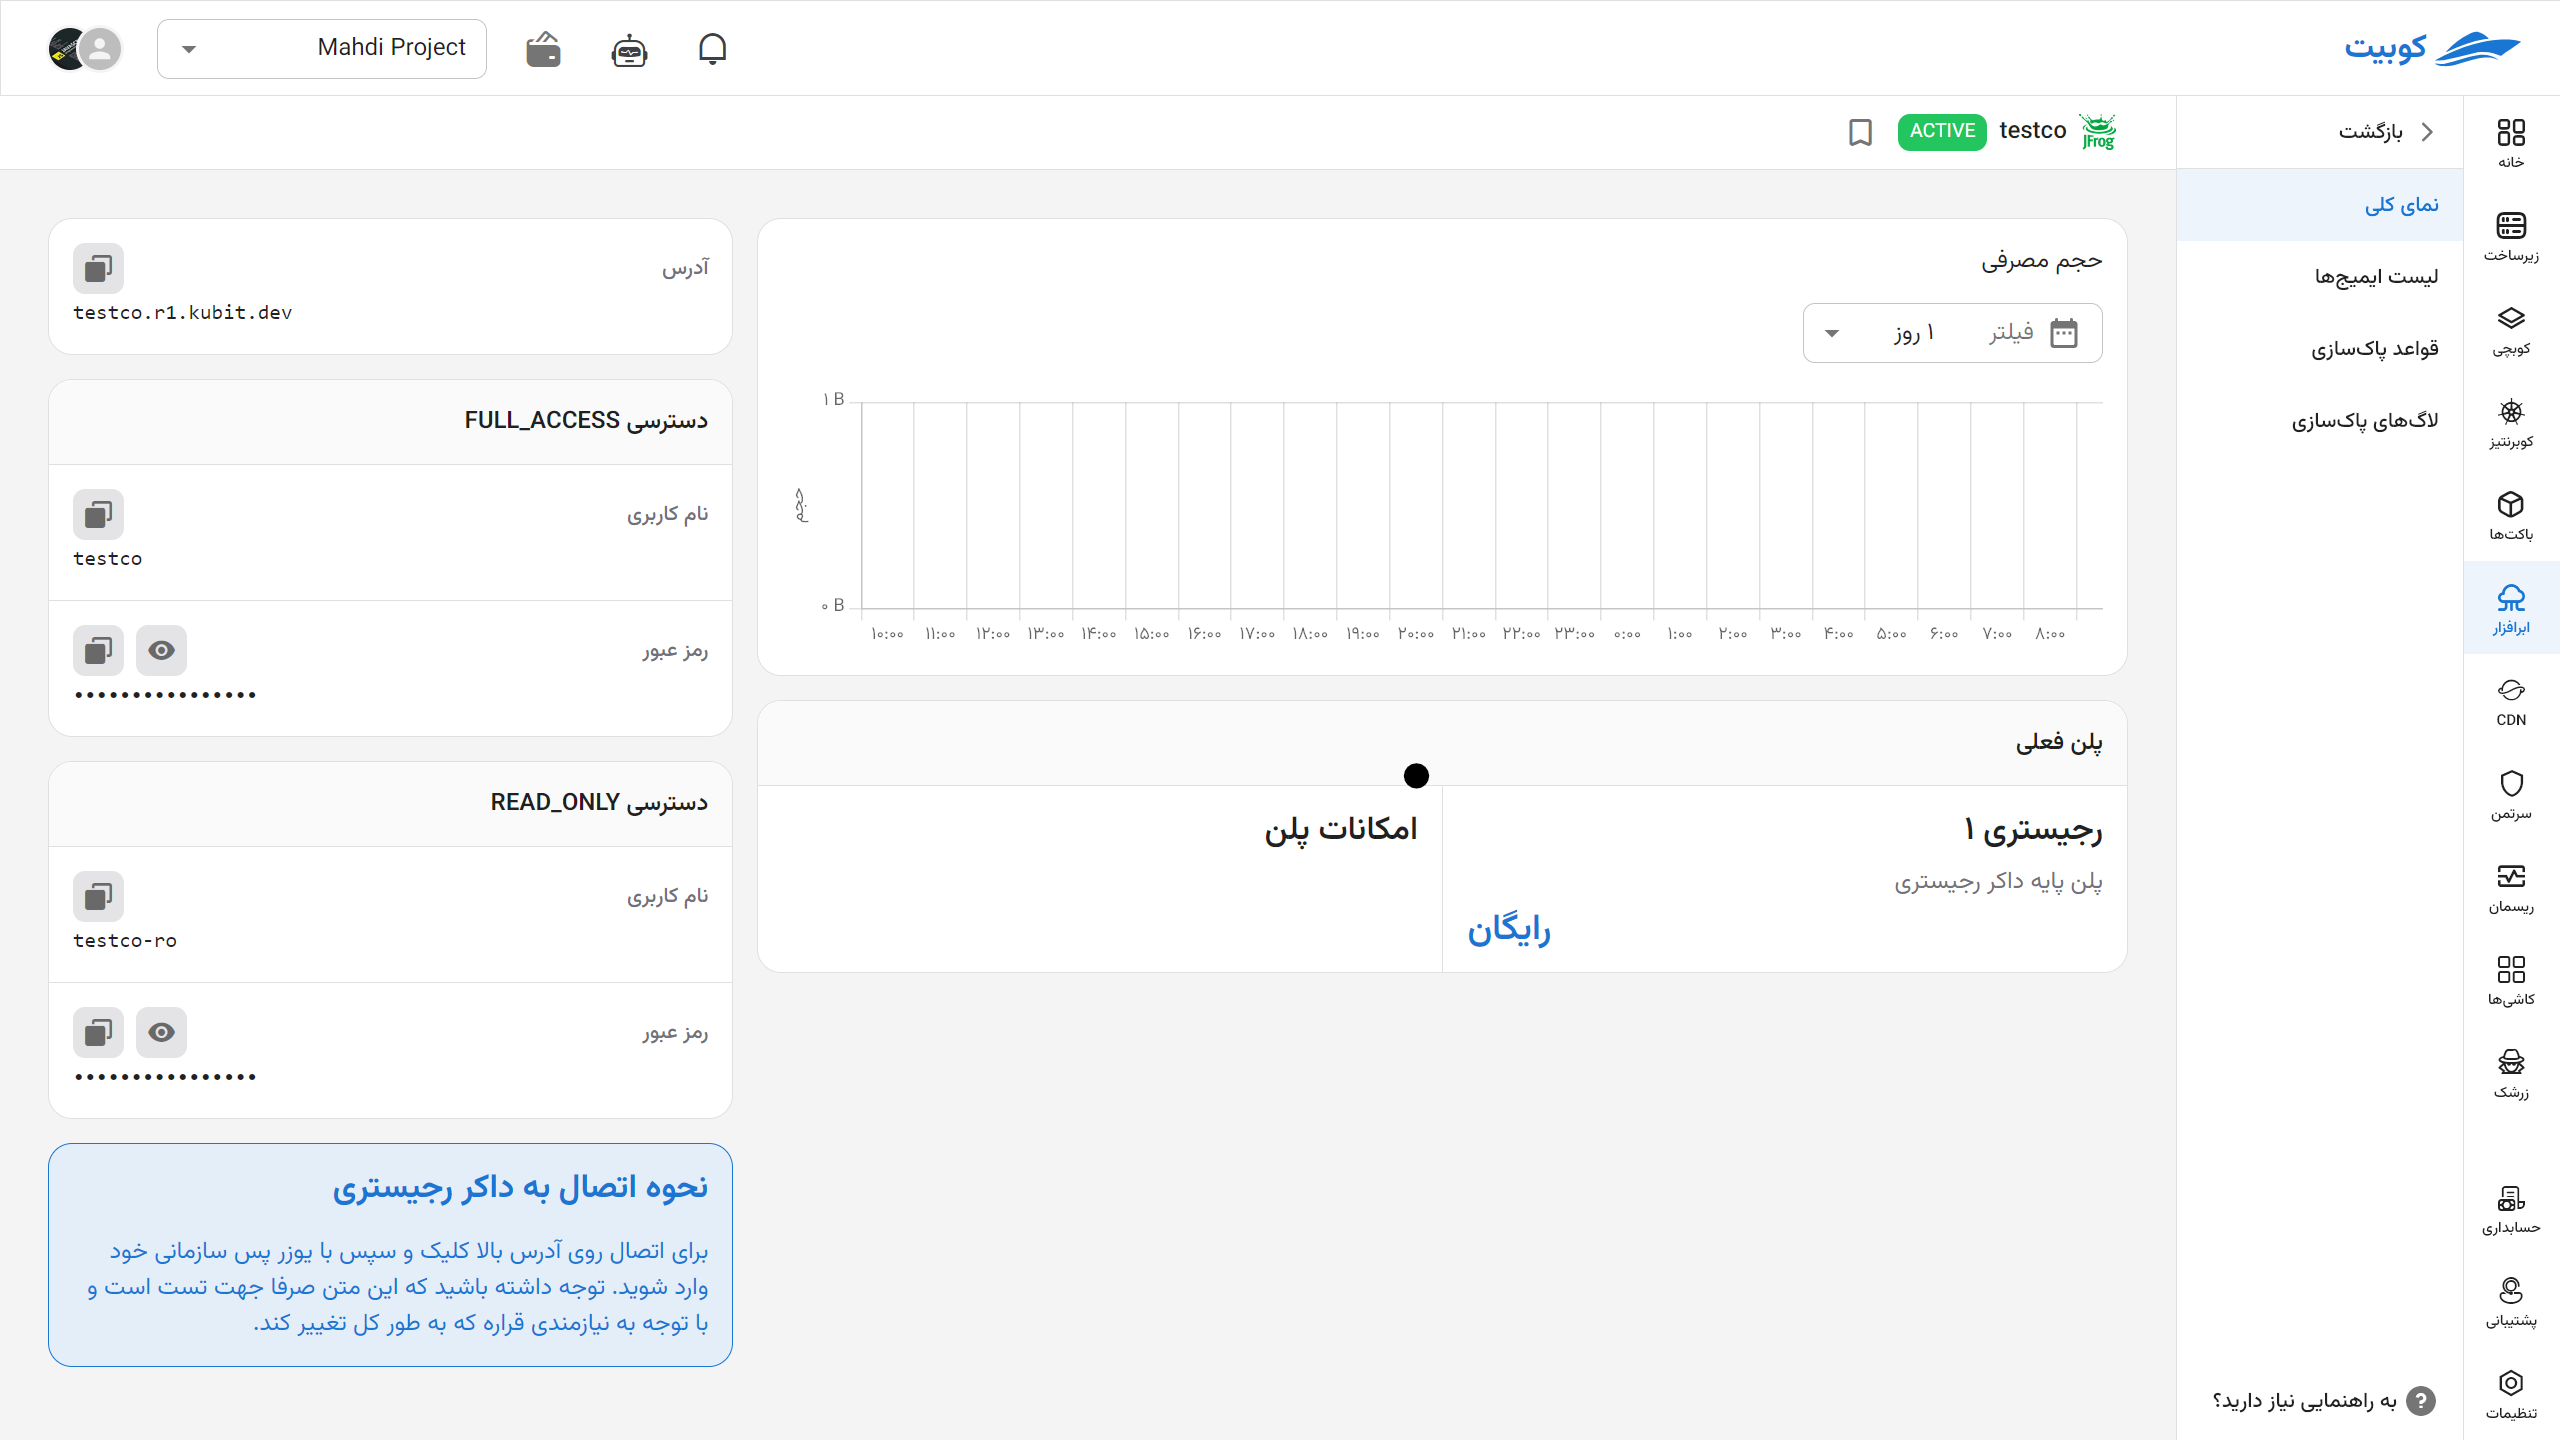 کوبیت
Mahdi Project
خانه
زیرساخت
کوبچی
کوبرنتیز
باکت‌ها
ابرافزار
CDN
سرتمن
ریسمان
کاشی‌ها
زرشک
حسابداری
پشتیبانی
تنظیمات
بازگشت
نمای کلی
لیست ایمیج‌ها
قواعد پاک‌سازی
لاگ‌های پاک‌سازی
به راهنمایی نیاز دارید؟
JFrog
testco
ACTIVE
حجم مصرفی
فیلتر
۱ روز
۱ B
حجم
۰ B
۱۰:۰۰ ۱۱:۰۰ ۱۲:۰۰ ۱۳:۰۰ ۱۴:۰۰ ۱۵:۰۰ ۱۶:۰۰ ۱۷:۰۰ ۱۸:۰۰ ۱۹:۰۰ ۲۰:۰۰ ۲۱:۰۰ ۲۲:۰۰ ۲۳:۰۰ ۰:۰۰ ۱:۰۰ ۲:۰۰ ۳:۰۰ ۴:۰۰ ۵:۰۰ ۶:۰۰ ۷:۰۰ ۸:۰۰
پلن فعلی
رجیستری ۱
پلن پایه داکر رجیستری
رایگان
امکانات پلن
آدرس
testco.r1.kubit.dev
دسترسی FULL_ACCESS
نام کاربری
testco
رمز عبور
••••••••••••••••
دسترسی READ_ONLY
نام کاربری
testco-ro
رمز عبور
••••••••••••••••
نحوه اتصال به داکر رجیستری
برای اتصال روی آدرس بالا کلیک و سپس با یوزر پس سازمانی خود
وارد شوید. توجه داشته باشید که این متن صرفا جهت تست است و
با توجه به نیازمندی قراره که به طور کل تغییر کند.